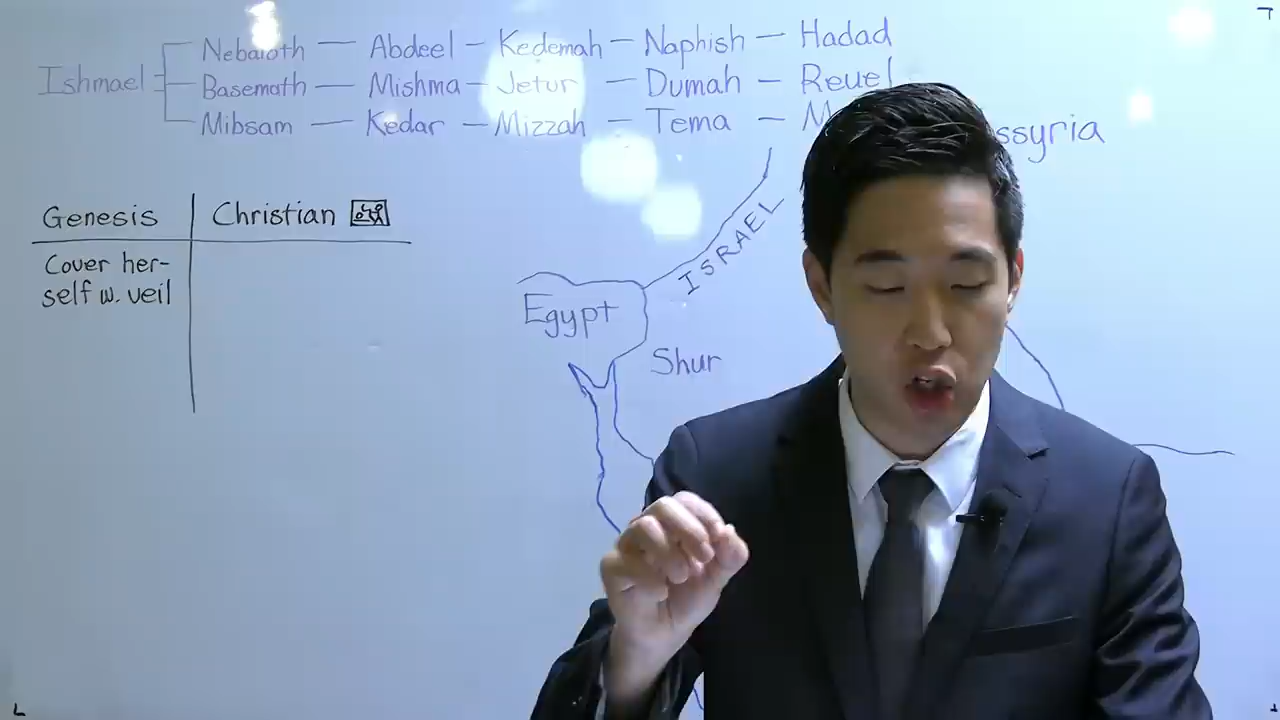 Nebaioth — Abdeel — Kedemah — Naphish — Hadad
Ishmael — Basemath — Mishma — Jetur — Dumah — Reuel
Mibsam — Kedar — Mizzah — Tema —
ssyria
Genesis Christian
Cover her-
self w. veil
ISRAEL
Egypt
Shur